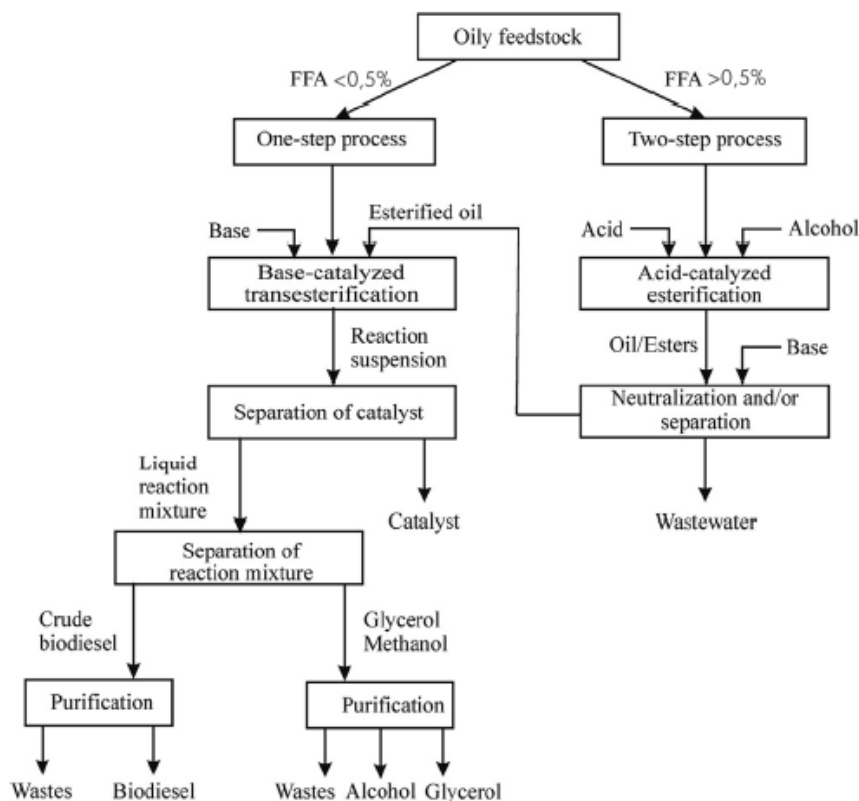 Oily feedstock
FFA <0,5%
FFA >0,5%
One-step process
Two-step process
Base
Esterified oil
Acid
Alcohol
Base-catalyzed
transesterification
Acid-catalyzed
esterification
Reaction
suspension
Oil/Esters
Base
Separation of catalyst
Neutralization and/or
separation
Liquid
reaction
mixture
Catalyst
Wastewater
Separation of
reaction mixture
Crude
biodiesel
Glycerol
Methanol
Purification
Purification
Wastes
Biodiesel
Wastes
Alcohol
Glycerol